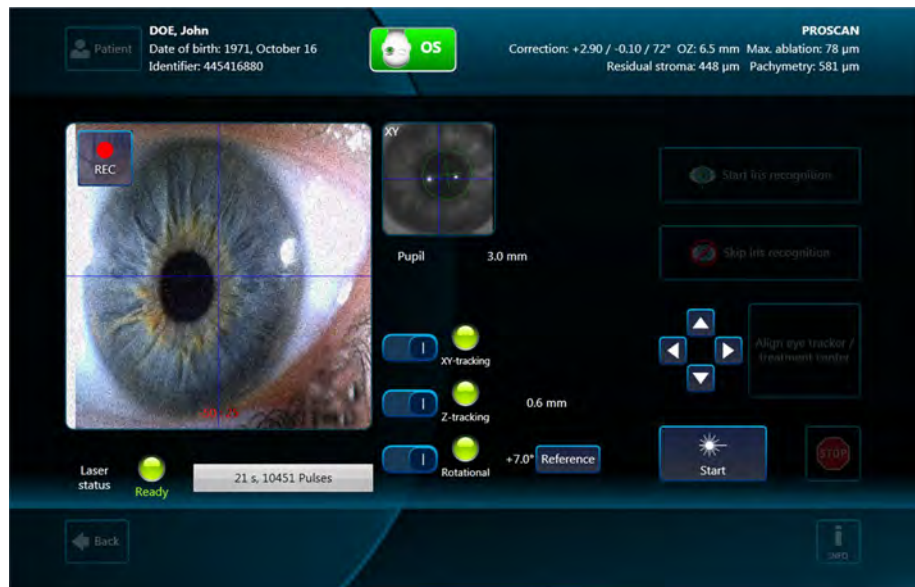 Patient
DOE, John
Date of birth: 1971, October 16
Identifier: 445416880
OS
PROSCAN
Correction: +2.90 / -0.10 / 72° OZ: 6.5 mm Max. ablation: 78 µm
Residual stroma: 448 µm Pachymetry: 581 µm
REC
XY
Pupil 3.0 mm
Start iris recognition
Skip iris recognition
XY-tracking
Align eye tracker /
treatment center
Z-tracking
0.6 mm
Rotational
+7.0° Reference
Start
STOP
Laser
status
Ready
21 s, 10451 Pulses
Back
INFO